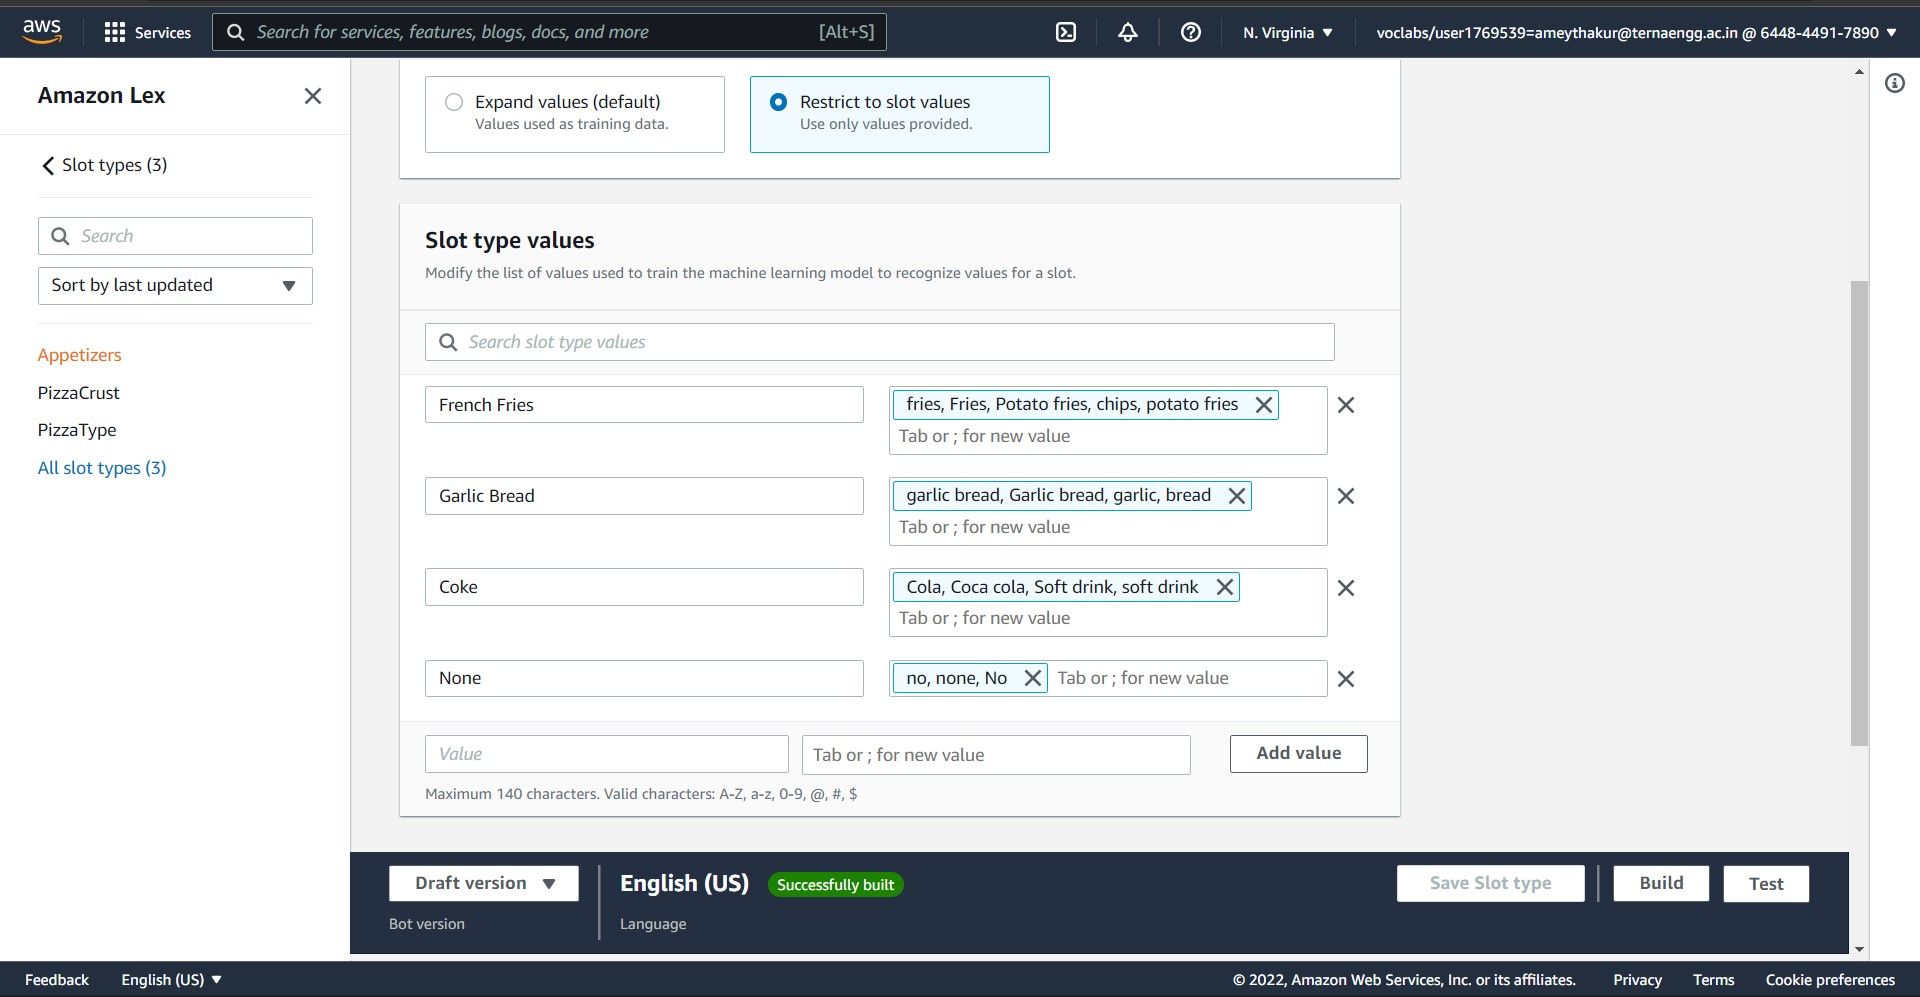 aws
Services
Search for services, features, blogs, docs, and more
[Alt+S]
N. Virginia ▼
voclabs/user1769539=ameythakur@ternaengg.ac.in @ 6448-4491-7890 ▼
Amazon Lex
Slot types (3)
Search
Sort by last updated
Appetizers
PizzaCrust
PizzaType
All slot types (3)
Expand values (default)
Values used as training data.
Restrict to slot values
Use only values provided.
Slot type values
Modify the list of values used to train the machine learning model to recognize values for a slot.
Search slot type values
French Fries
fries, Fries, Potato fries, chips, potato fries
Tab or ; for new value
Garlic Bread
garlic bread, Garlic bread, garlic, bread
Tab or ; for new value
Coke
Cola, Coca cola, Soft drink, soft drink
Tab or ; for new value
None
no, none, No
Tab or ; for new value
Value
Tab or ; for new value
Add value
Maximum 140 characters. Valid characters: A-Z, a-z, 0-9, @, #, $
Draft version
Bot version
English (US)
Successfully built
Language
Save Slot type
Build
Test
Feedback
English (US) ▼
© 2022, Amazon Web Services, Inc. or its affiliates.
Privacy
Terms
Cookie preferences